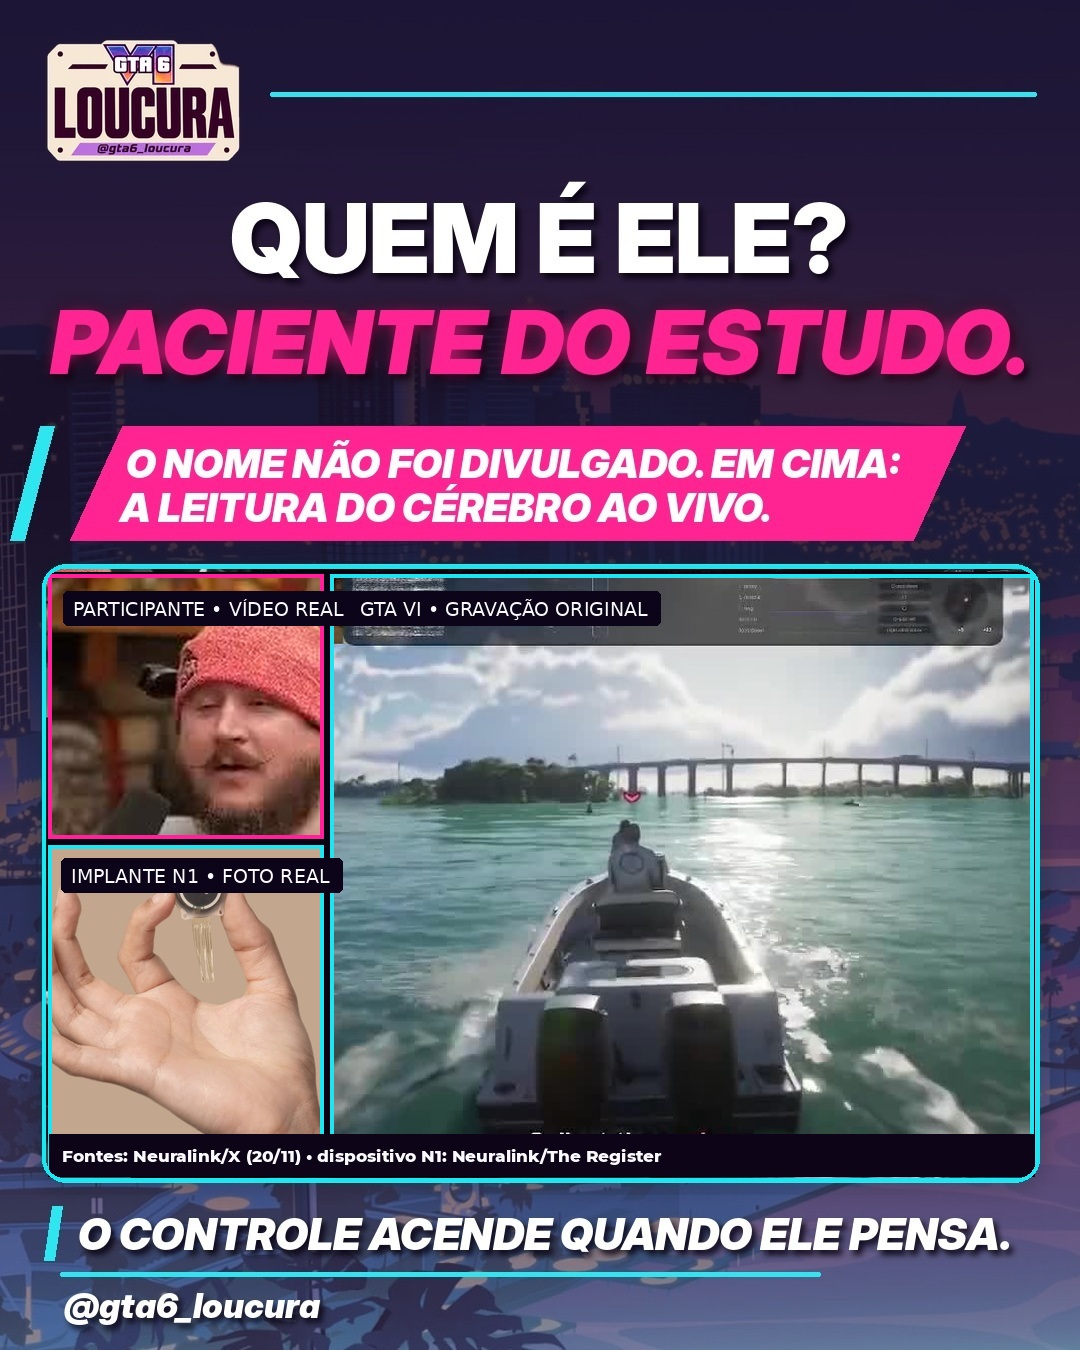 GTA 6
LOUCURA
@gta6_loucura
QUEM É ELE?
PACIENTE DO ESTUDO.
O NOME NÃO FOI DIVULGADO. EM CIMA:
A LEITURA DO CÉREBRO AO VIVO.
PARTICIPANTE • VÍDEO REAL
GTA VI • GRAVAÇÃO ORIGINAL
IMPLANTE N1 • FOTO REAL
Fontes: Neuralink/X (20/11) • dispositivo N1: Neuralink/The Register
O CONTROLE ACENDE QUANDO ELE PENSA.
@gta6_loucura